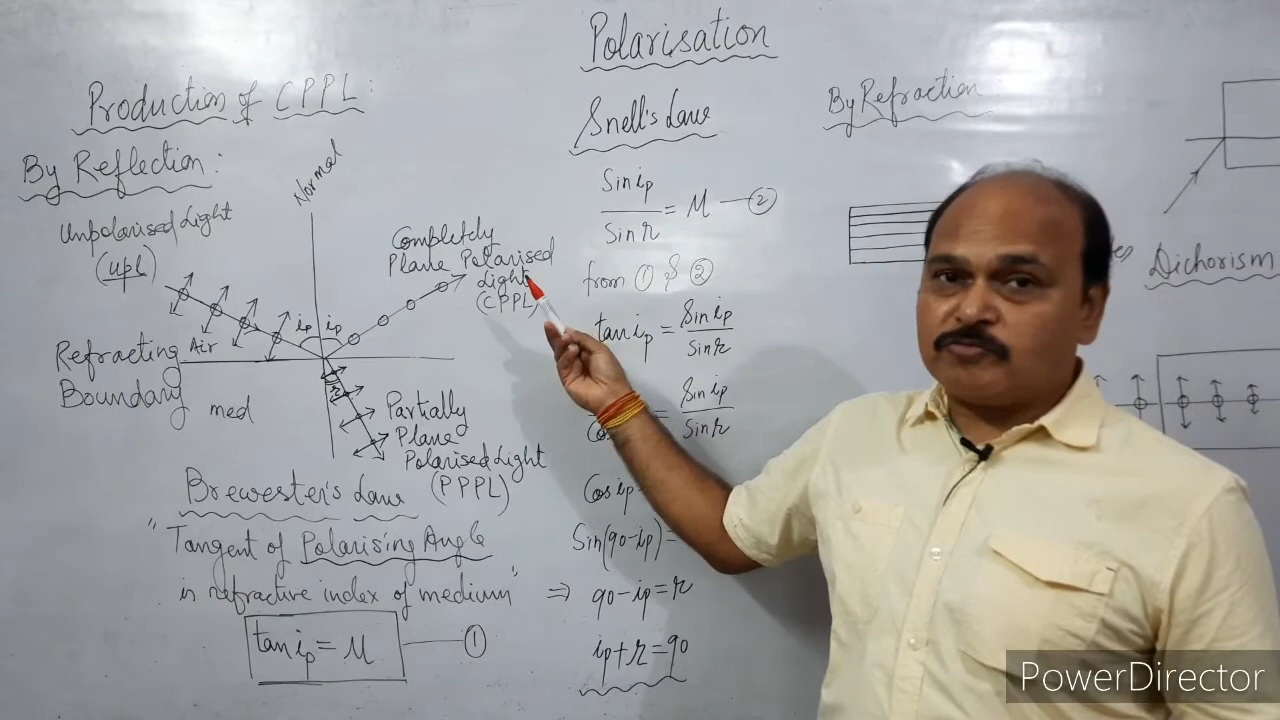 Polarisation
Production of CPPL:
By Reflection:
Unpolarised Light
(UPL)
Normal
Completely
Plane Polarised
Light
(CPPL)
ip ip
Air
Refracting
Boundary
med
r
Partially
Plane
Polarised Light
(PPPL)
Brewester's Law
"Tangent of Polarising Angle
is refractive index of medium"
tan ip = μ — ①
Snell's Law
Sin ip / Sin r = μ — ②
from ① & ②
tan ip = Sin ip / Sin r
= Sin ip / Sin r
Cos ip
Sin(90-ip) =
⇒ 90-ip = r
ip + r = 90
By Refraction
Dichorism
PowerDirector